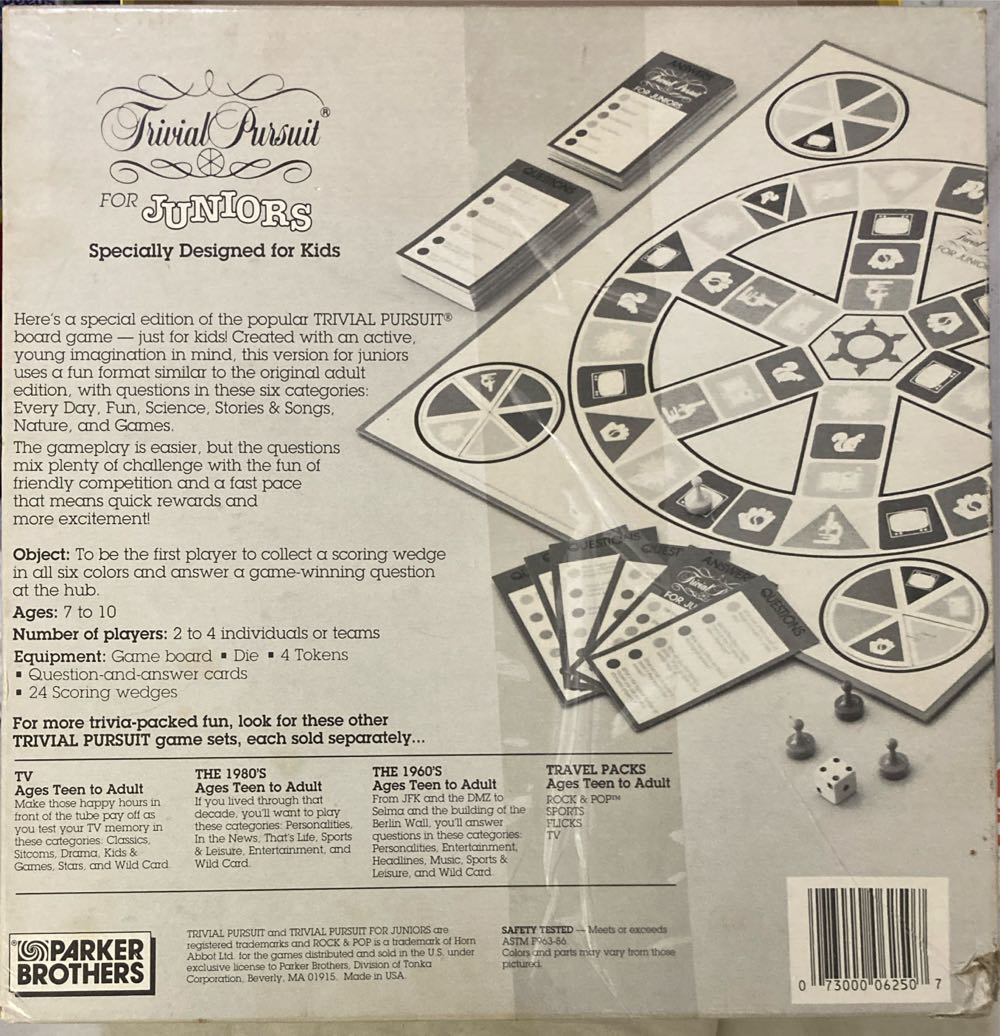 Trivial Pursuit®
FOR JUNIORS
Specially Designed for Kids
Here's a special edition of the popular TRIVIAL PURSUIT®
board game — just for kids! Created with an active,
young imagination in mind, this version for juniors
uses a fun format similar to the original adult
edition, with questions in these six categories:
Every Day, Fun, Science, Stories & Songs,
Nature, and Games.
The gameplay is easier, but the questions
mix plenty of challenge with the fun of
friendly competition and a fast pace
that means quick rewards and
more excitement!
Object: To be the first player to collect a scoring wedge
in all six colors and answer a game-winning question
at the hub.
Ages: 7 to 10
Number of players: 2 to 4 individuals or teams
Equipment: Game board ▪ Die ▪ 4 Tokens
▪ Question-and-answer cards
▪ 24 Scoring wedges
For more trivia-packed fun, look for these other
TRIVIAL PURSUIT game sets, each sold separately...
TV
Ages Teen to Adult
Make those happy hours in
front of the tube pay off as
you test your TV memory in
these categories: Classics,
Sitcoms, Drama, Kids &
Games, Stars, and Wild Card.
THE 1980'S
Ages Teen to Adult
If you lived through that
decade, you'll want to play
these categories: Personalities,
In the News, That's Life, Sports
& Leisure, Entertainment, and
Wild Card.
THE 1960'S
Ages Teen to Adult
From JFK and the DMZ to
Selma and the building of the
Berlin Wall, you'll answer
questions in these categories:
Personalities, Entertainment,
Headlines, Music, Sports &
Leisure, and Wild Card.
TRAVEL PACKS
Ages Teen to Adult
ROCK & POP™
SPORTS
FLICKS
TV
PARKER
BROTHERS
TRIVIAL PURSUIT and TRIVIAL PURSUIT FOR JUNIORS are
registered trademarks and ROCK & POP is a trademark of Horn
Abbot Ltd. for the games distributed and sold in the U.S. under
exclusive license to Parker Brothers, Division of Tonka
Corporation, Beverly, MA 01915. Made in USA.
SAFETY TESTED — Meets or exceeds
ASTM F963-86.
Colors and parts may vary from those
pictured.
0 73000 06250 7
ANSWERS
Trivial Pursuit
FOR JUNIORS
QUESTIONS
Trivial
FOR JUNIOR
QU
QUESTIONS
QUEST
ANSWER
Trivial
FOR JU
QUESTIONS